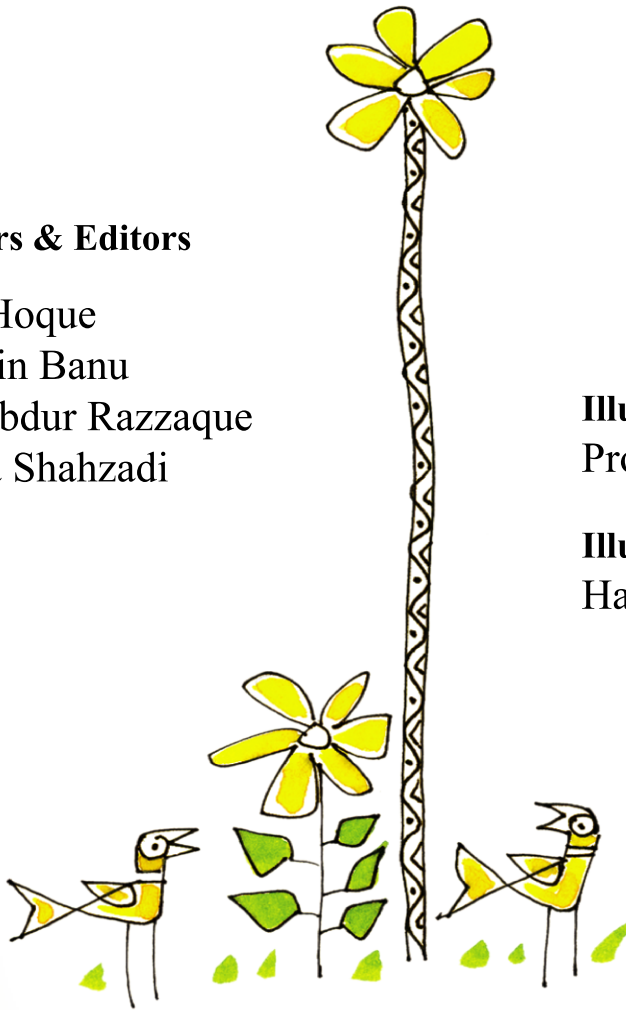 rs & Editors
Hoque
in Banu
bdur Razzaque
Shahzadi
Illu
Pro
Illu
Ha